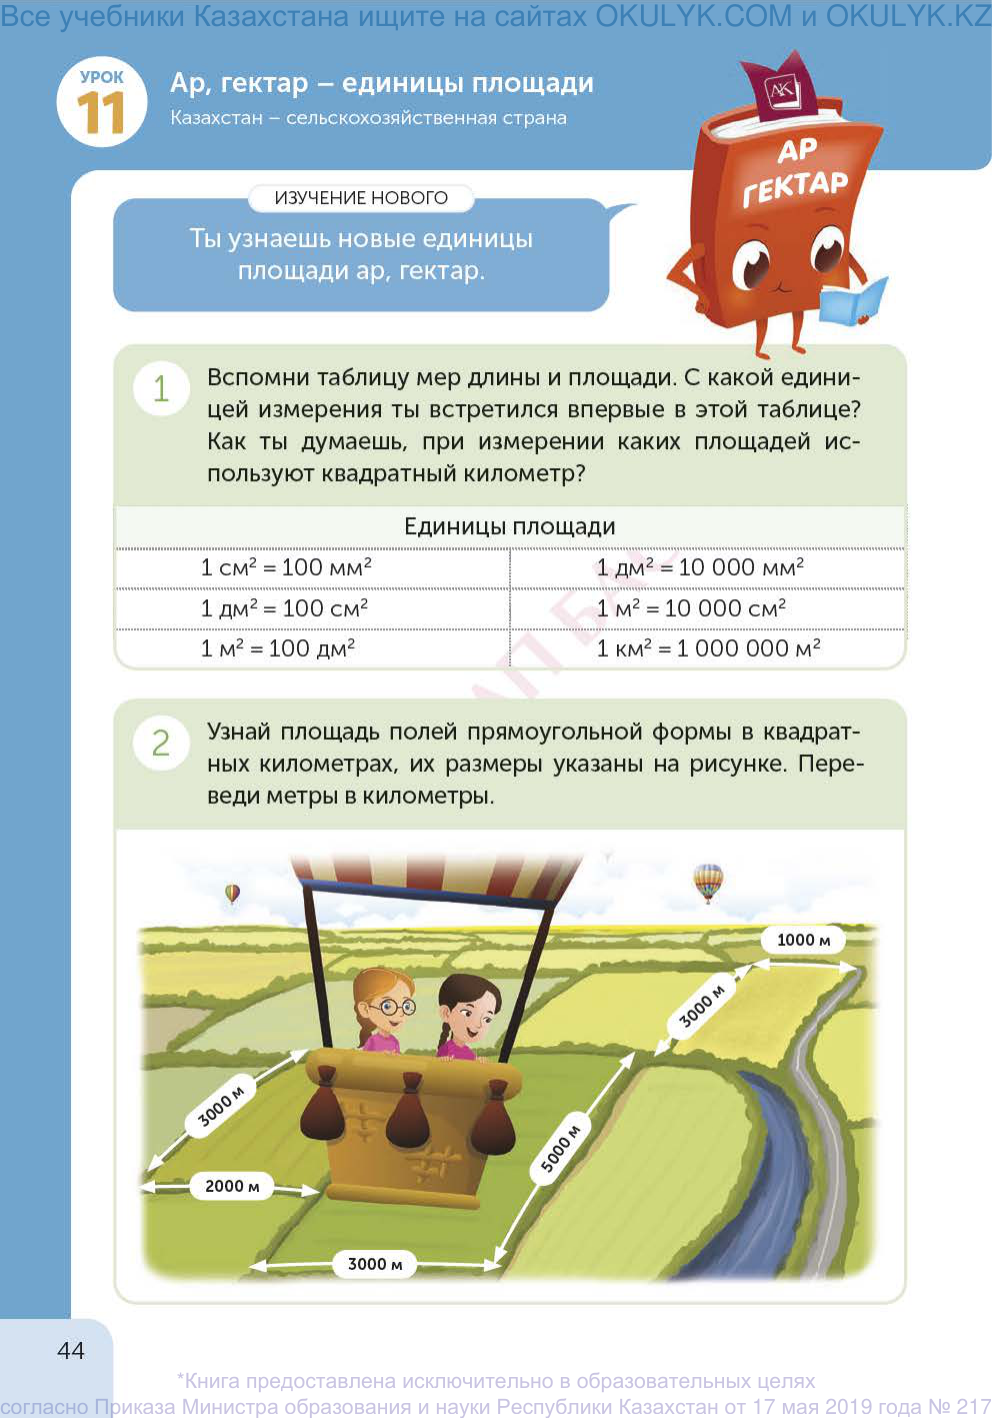 Все учебники Казахстана ищите на сайтах OKULYK.COM и OKULYK.KZ
УРОК
11
Ар, гектар – единицы площади
Казахстан – сельскохозяйственная страна
АР
ГЕКТАР
ИЗУЧЕНИЕ НОВОГО
Ты узнаешь новые единицы
площади ар, гектар.
1
Вспомни таблицу мер длины и площади. С какой едини-
цей измерения ты встретился впервые в этой таблице?
Как ты думаешь, при измерении каких площадей ис-
пользуют квадратный километр?
Единицы площади
1 см² = 100 мм²
1 дм² = 10 000 мм²
1 дм² = 100 см²
1 м² = 10 000 см²
1 м² = 100 дм²
1 км² = 1 000 000 м²
2
Узнай площадь полей прямоугольной формы в квадрат-
ных километрах, их размеры указаны на рисунке. Пере-
веди метры в километры.
1000 м
3000 м
3000 м
5000 м
2000 м
3000 м
44
*Книга предоставлена исключительно в образовательных целях
согласно Приказа Министра образования и науки Республики Казахстан от 17 мая 2019 года № 217